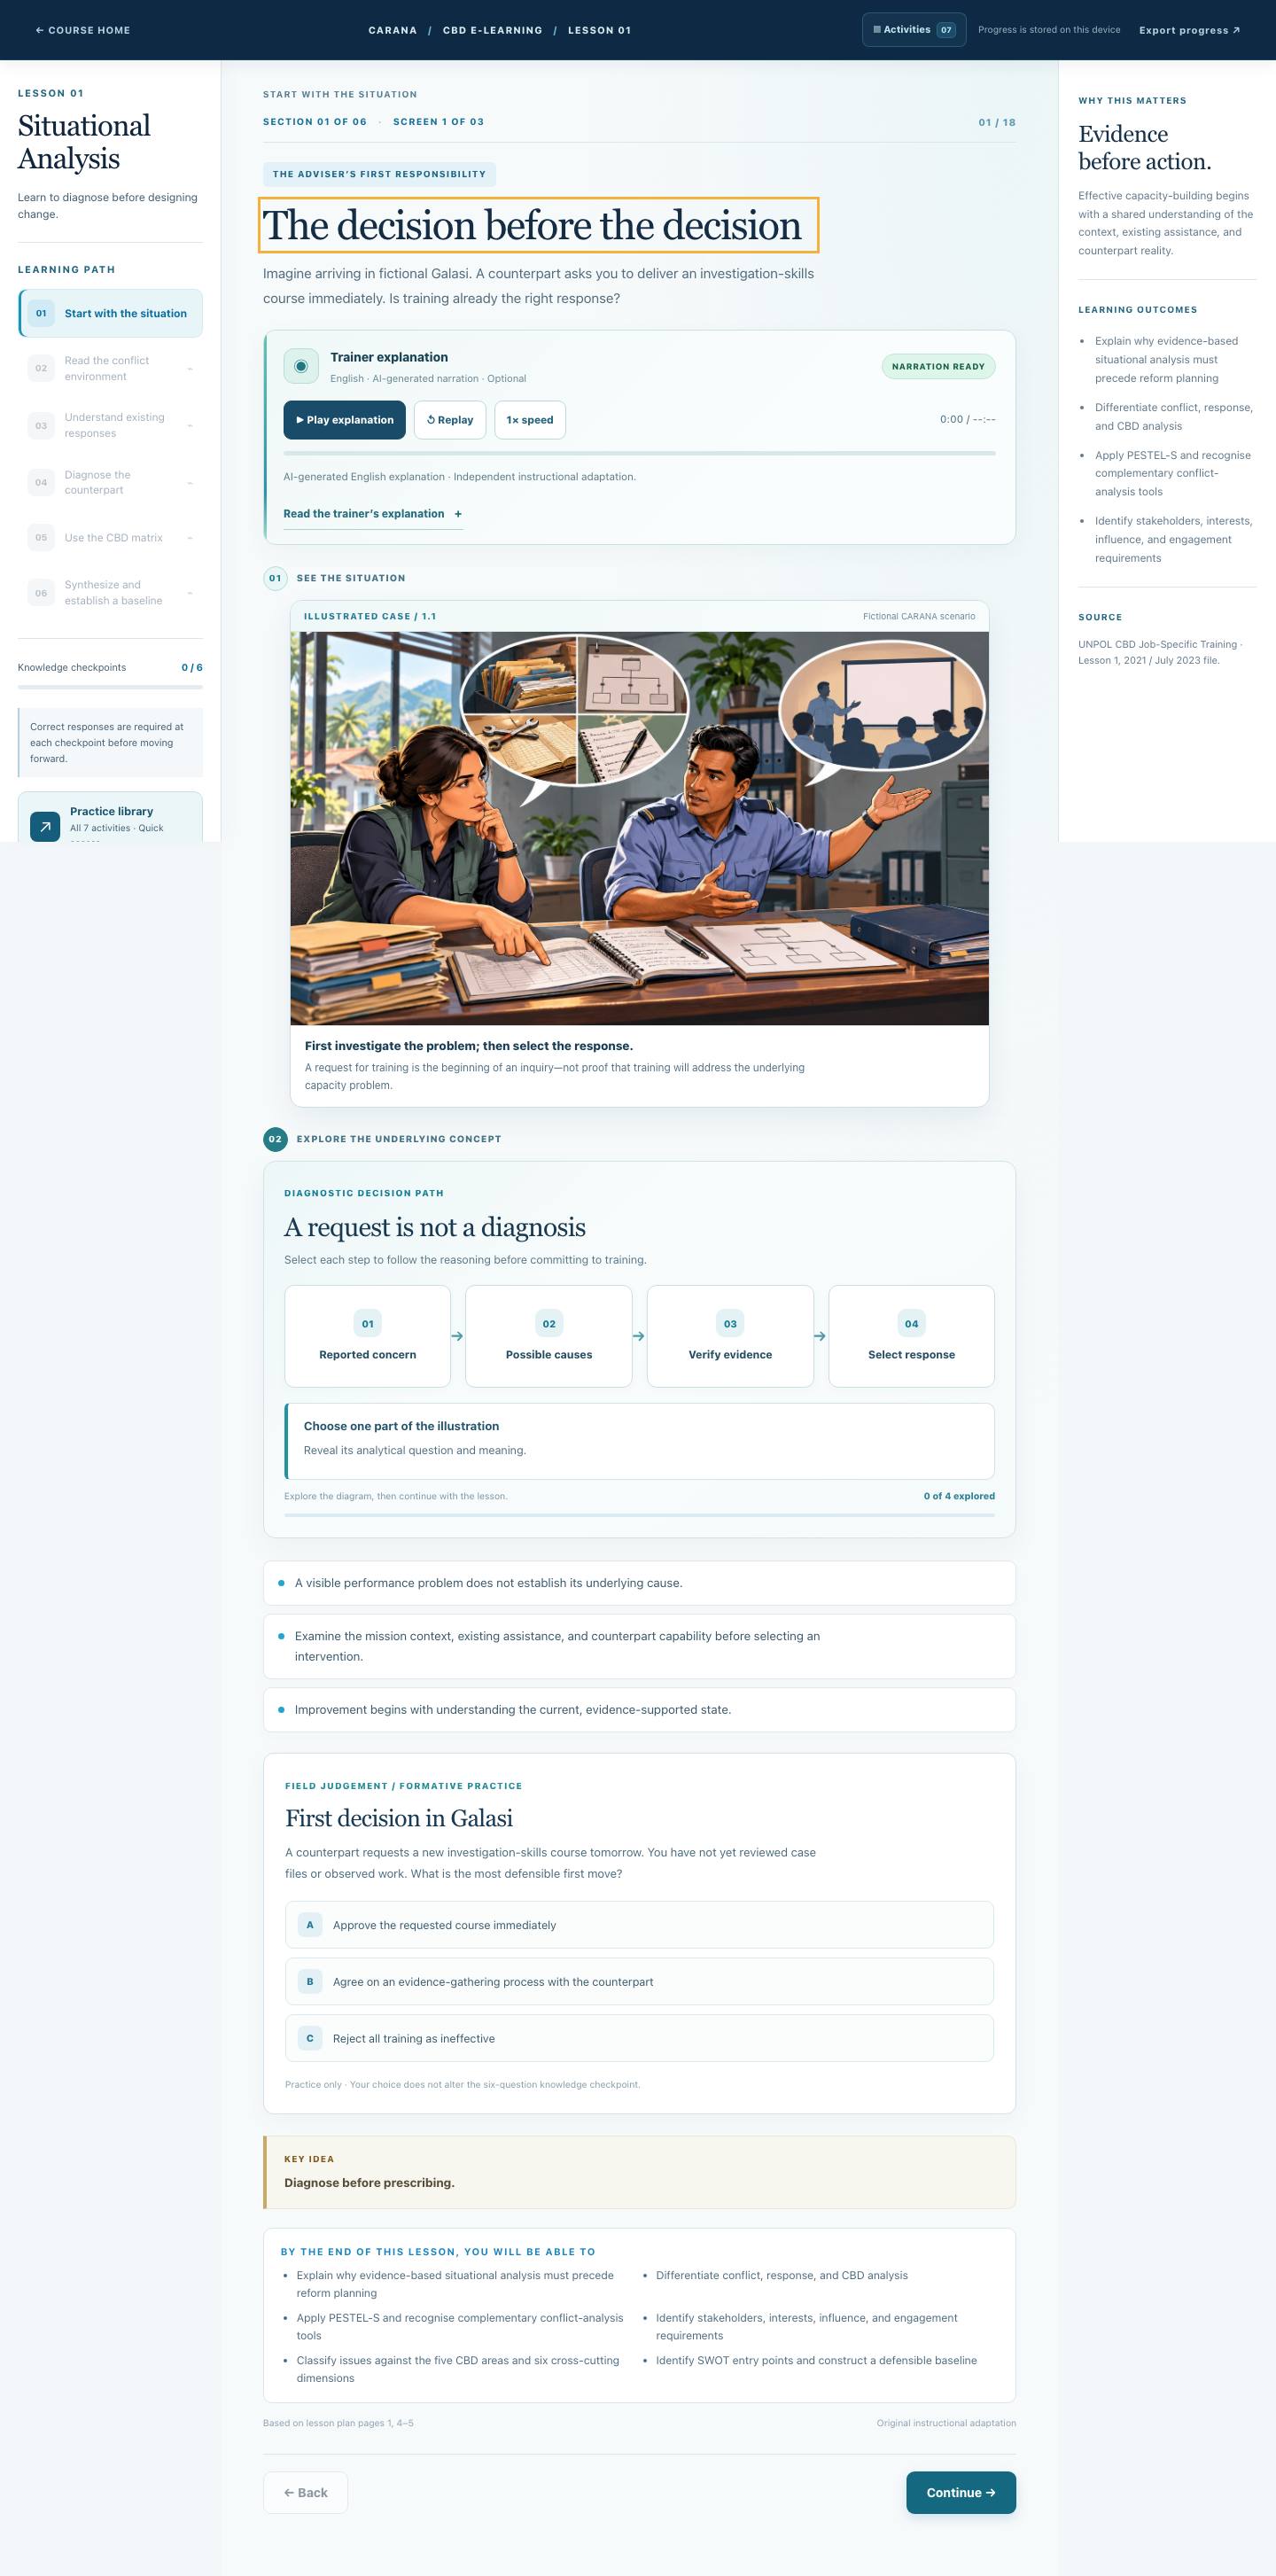 ← COURSE HOME
CARANA / CBD E-LEARNING / LESSON 01
Activities 07
Progress is stored on this device
Export progress ↗
LESSON 01
Situational
Analysis
Learn to diagnose before designing
change.
LEARNING PATH
01 Start with the situation
02 Read the conflict
environment –
03 Understand existing
responses –
04 Diagnose the
counterpart –
05 Use the CBD matrix –
06 Synthesize and
establish a baseline –
Knowledge checkpoints 0 / 6
Correct responses are required at
each checkpoint before moving
forward.
↗ Practice library
All 7 activities · Quick
START WITH THE SITUATION
SECTION 01 OF 06 · SCREEN 1 OF 03
01 / 18
THE ADVISER'S FIRST RESPONSIBILITY
The decision before the decision
Imagine arriving in fictional Galasi. A counterpart asks you to deliver an investigation-skills
course immediately. Is training already the right response?
Trainer explanation
English · AI-generated narration · Optional
NARRATION READY
▶ Play explanation
↺ Replay
1× speed
0:00 / --:--
AI-generated English explanation · Independent instructional adaptation.
Read the trainer's explanation +
01 SEE THE SITUATION
ILLUSTRATED CASE / 1.1
Fictional CARANA scenario
First investigate the problem; then select the response.
A request for training is the beginning of an inquiry—not proof that training will address the underlying
capacity problem.
02 EXPLORE THE UNDERLYING CONCEPT
DIAGNOSTIC DECISION PATH
A request is not a diagnosis
Select each step to follow the reasoning before committing to training.
01
Reported concern
→
02
Possible causes
→
03
Verify evidence
→
04
Select response
Choose one part of the illustration
Reveal its analytical question and meaning.
Explore the diagram, then continue with the lesson.
0 of 4 explored
A visible performance problem does not establish its underlying cause.
Examine the mission context, existing assistance, and counterpart capability before selecting an
intervention.
Improvement begins with understanding the current, evidence-supported state.
FIELD JUDGEMENT / FORMATIVE PRACTICE
First decision in Galasi
A counterpart requests a new investigation-skills course tomorrow. You have not yet reviewed case
files or observed work. What is the most defensible first move?
A Approve the requested course immediately
B Agree on an evidence-gathering process with the counterpart
C Reject all training as ineffective
Practice only · Your choice does not alter the six-question knowledge checkpoint.
KEY IDEA
Diagnose before prescribing.
BY THE END OF THIS LESSON, YOU WILL BE ABLE TO
• Explain why evidence-based situational analysis must precede
reform planning
• Differentiate conflict, response, and CBD analysis
• Apply PESTEL-S and recognise complementary conflict-analysis
tools
• Identify stakeholders, interests, influence, and engagement
requirements
• Classify issues against the five CBD areas and six cross-cutting
dimensions
• Identify SWOT entry points and construct a defensible baseline
Based on lesson plan pages 1, 4–5
Original instructional adaptation
← Back
Continue →
WHY THIS MATTERS
Evidence
before action.
Effective capacity-building begins
with a shared understanding of the
context, existing assistance, and
counterpart reality.
LEARNING OUTCOMES
• Explain why evidence-based
situational analysis must
precede reform planning
• Differentiate conflict, response,
and CBD analysis
• Apply PESTEL-S and recognise
complementary conflict-
analysis tools
• Identify stakeholders, interests,
influence, and engagement
requirements
SOURCE
UNPOL CBD Job-Specific Training ·
Lesson 1, 2021 / July 2023 file.